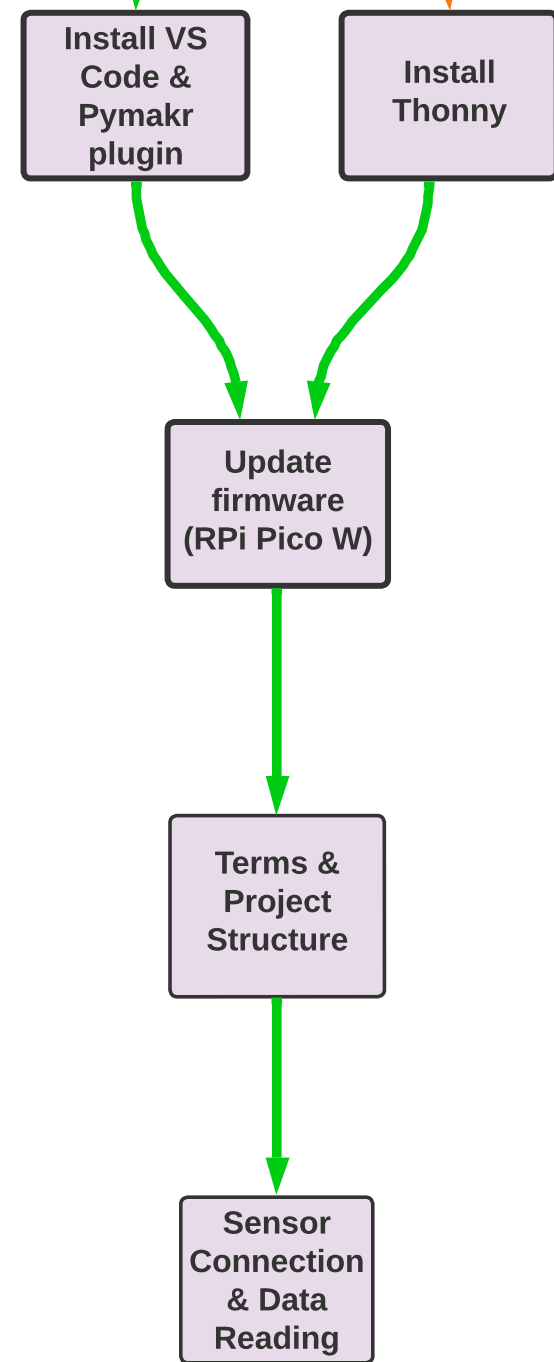 Install VS
Code &
Pymakr
plugin
Install
Thonny
Update
firmware
(RPi Pico W)
Terms &
Project
Structure
Sensor
Connection
& Data
Reading